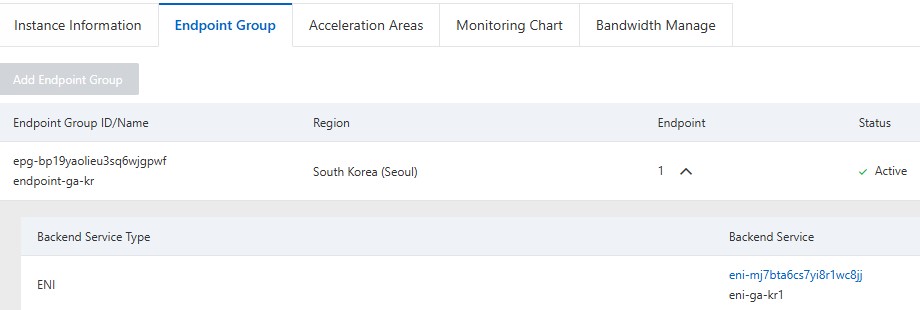 Instance Information Endpoint Group Acceleration Areas Monitoring Chart Bandwidth Manage
Add Endpoint Group
Endpoint Group ID/Name Region Endpoint Status
epg-bp19yaolieu3sq6wjgpwf
endpoint-ga-kr
South Korea (Seoul) 1 Active
Backend Service Type Backend Service
ENI
eni-mj7bta6cs7yi8r1wc8jj
eni-ga-kr1